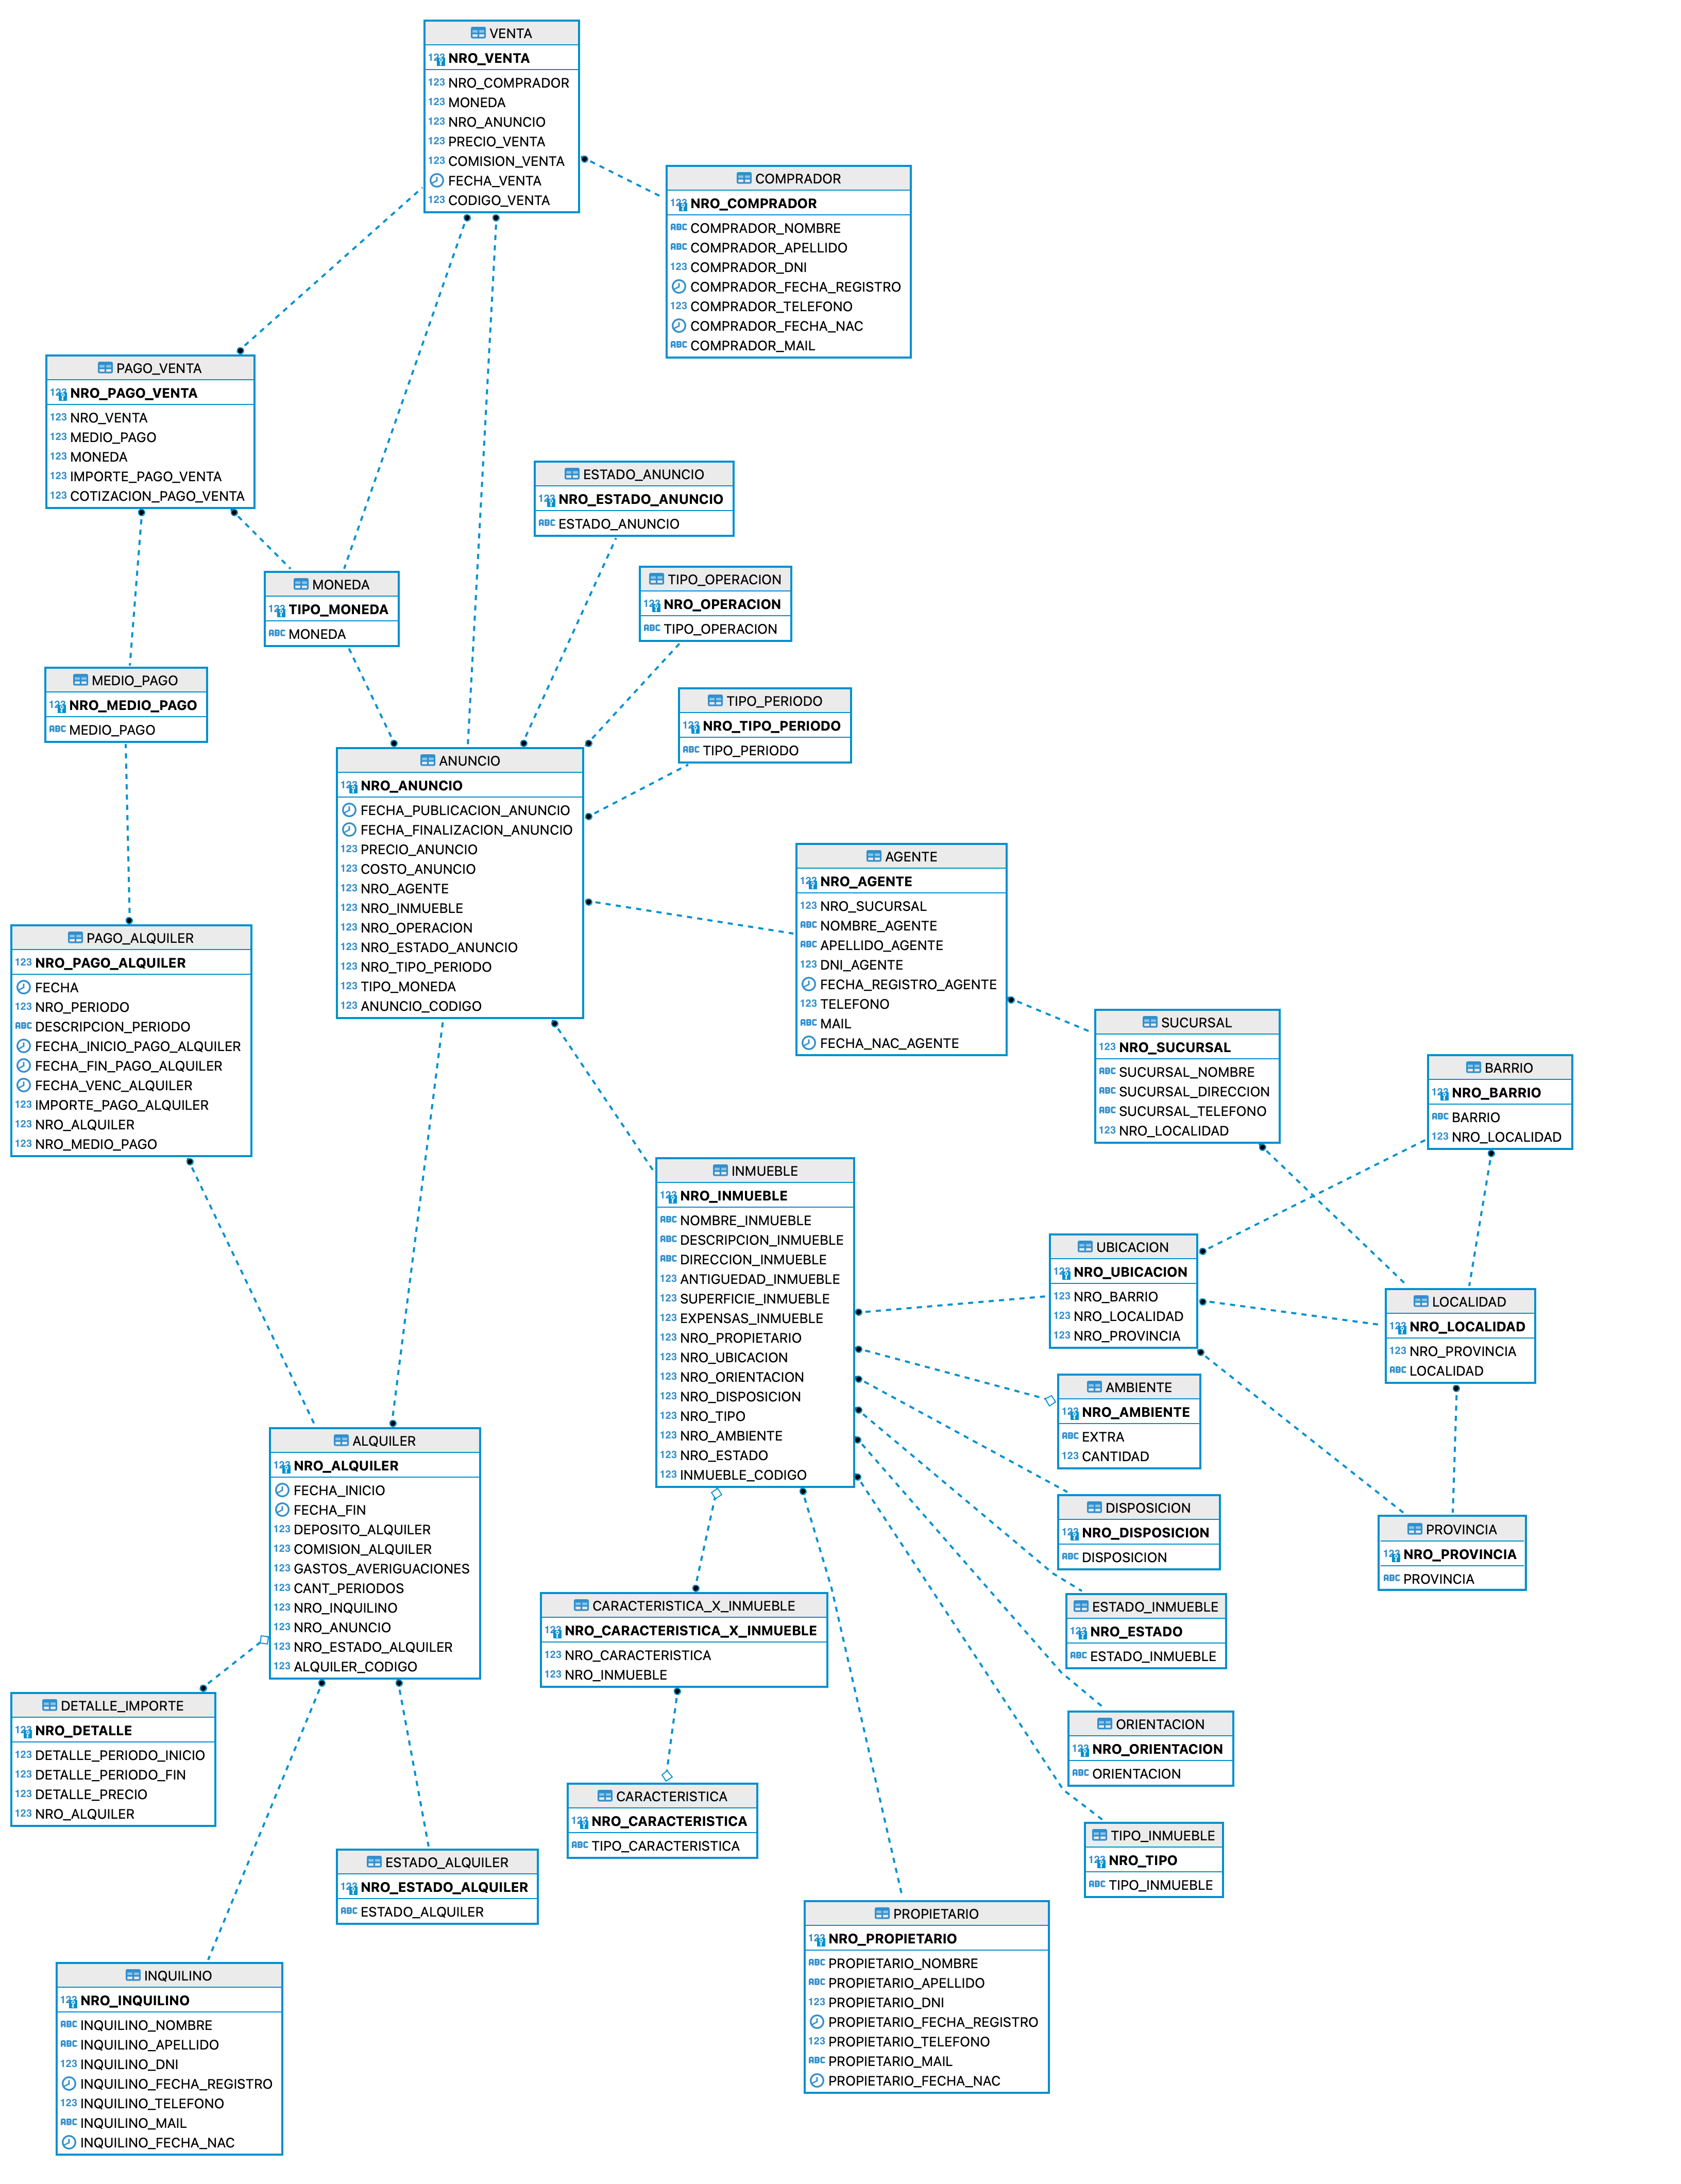 VENTA
123 NRO_VENTA
123 NRO_COMPRADOR
123 MONEDA
123 NRO_ANUNCIO
123 PRECIO_VENTA
123 COMISION_VENTA
FECHA_VENTA
123 CODIGO_VENTA
COMPRADOR
123 NRO_COMPRADOR
ABC COMPRADOR_NOMBRE
ABC COMPRADOR_APELLIDO
123 COMPRADOR_DNI
COMPRADOR_FECHA_REGISTRO
123 COMPRADOR_TELEFONO
COMPRADOR_FECHA_NAC
ABC COMPRADOR_MAIL
PAGO_VENTA
123 NRO_PAGO_VENTA
123 NRO_VENTA
123 MEDIO_PAGO
123 MONEDA
123 IMPORTE_PAGO_VENTA
123 COTIZACION_PAGO_VENTA
ESTADO_ANUNCIO
123 NRO_ESTADO_ANUNCIO
ABC ESTADO_ANUNCIO
MONEDA
123 TIPO_MONEDA
ABC MONEDA
TIPO_OPERACION
123 NRO_OPERACION
ABC TIPO_OPERACION
MEDIO_PAGO
123 NRO_MEDIO_PAGO
ABC MEDIO_PAGO
TIPO_PERIODO
123 NRO_TIPO_PERIODO
ABC TIPO_PERIODO
ANUNCIO
123 NRO_ANUNCIO
FECHA_PUBLICACION_ANUNCIO
FECHA_FINALIZACION_ANUNCIO
123 PRECIO_ANUNCIO
123 COSTO_ANUNCIO
123 NRO_AGENTE
123 NRO_INMUEBLE
123 NRO_OPERACION
123 NRO_ESTADO_ANUNCIO
123 NRO_TIPO_PERIODO
123 TIPO_MONEDA
123 ANUNCIO_CODIGO
AGENTE
123 NRO_AGENTE
123 NRO_SUCURSAL
ABC NOMBRE_AGENTE
ABC APELLIDO_AGENTE
123 DNI_AGENTE
FECHA_REGISTRO_AGENTE
123 TELEFONO
ABC MAIL
FECHA_NAC_AGENTE
PAGO_ALQUILER
123 NRO_PAGO_ALQUILER
FECHA
123 NRO_PERIODO
ABC DESCRIPCION_PERIODO
FECHA_INICIO_PAGO_ALQUILER
FECHA_FIN_PAGO_ALQUILER
FECHA_VENC_ALQUILER
123 IMPORTE_PAGO_ALQUILER
123 NRO_ALQUILER
123 NRO_MEDIO_PAGO
SUCURSAL
123 NRO_SUCURSAL
ABC SUCURSAL_NOMBRE
ABC SUCURSAL_DIRECCION
ABC SUCURSAL_TELEFONO
123 NRO_LOCALIDAD
BARRIO
123 NRO_BARRIO
ABC BARRIO
123 NRO_LOCALIDAD
INMUEBLE
123 NRO_INMUEBLE
ABC NOMBRE_INMUEBLE
ABC DESCRIPCION_INMUEBLE
ABC DIRECCION_INMUEBLE
123 ANTIGUEDAD_INMUEBLE
123 SUPERFICIE_INMUEBLE
123 EXPENSAS_INMUEBLE
123 NRO_PROPIETARIO
123 NRO_UBICACION
123 NRO_ORIENTACION
123 NRO_DISPOSICION
123 NRO_TIPO
123 NRO_AMBIENTE
123 NRO_ESTADO
123 INMUEBLE_CODIGO
UBICACION
123 NRO_UBICACION
123 NRO_BARRIO
123 NRO_LOCALIDAD
123 NRO_PROVINCIA
LOCALIDAD
123 NRO_LOCALIDAD
123 NRO_PROVINCIA
ABC LOCALIDAD
AMBIENTE
123 NRO_AMBIENTE
ABC EXTRA
123 CANTIDAD
ALQUILER
123 NRO_ALQUILER
FECHA_INICIO
FECHA_FIN
123 DEPOSITO_ALQUILER
123 COMISION_ALQUILER
123 GASTOS_AVERIGUACIONES
123 CANT_PERIODOS
123 NRO_INQUILINO
123 NRO_ANUNCIO
123 NRO_ESTADO_ALQUILER
123 ALQUILER_CODIGO
DISPOSICION
123 NRO_DISPOSICION
ABC DISPOSICION
PROVINCIA
123 NRO_PROVINCIA
ABC PROVINCIA
CARACTERISTICA_X_INMUEBLE
123 NRO_CARACTERISTICA_X_INMUEBLE
123 NRO_CARACTERISTICA
123 NRO_INMUEBLE
ESTADO_INMUEBLE
123 NRO_ESTADO
ABC ESTADO_INMUEBLE
DETALLE_IMPORTE
123 NRO_DETALLE
123 DETALLE_PERIODO_INICIO
123 DETALLE_PERIODO_FIN
123 DETALLE_PRECIO
123 NRO_ALQUILER
ORIENTACION
123 NRO_ORIENTACION
ABC ORIENTACION
CARACTERISTICA
123 NRO_CARACTERISTICA
ABC TIPO_CARACTERISTICA
TIPO_INMUEBLE
123 NRO_TIPO
ABC TIPO_INMUEBLE
ESTADO_ALQUILER
123 NRO_ESTADO_ALQUILER
ABC ESTADO_ALQUILER
PROPIETARIO
123 NRO_PROPIETARIO
ABC PROPIETARIO_NOMBRE
ABC PROPIETARIO_APELLIDO
123 PROPIETARIO_DNI
PROPIETARIO_FECHA_REGISTRO
123 PROPIETARIO_TELEFONO
ABC PROPIETARIO_MAIL
PROPIETARIO_FECHA_NAC
INQUILINO
123 NRO_INQUILINO
ABC INQUILINO_NOMBRE
ABC INQUILINO_APELLIDO
123 INQUILINO_DNI
INQUILINO_FECHA_REGISTRO
123 INQUILINO_TELEFONO
ABC INQUILINO_MAIL
INQUILINO_FECHA_NAC